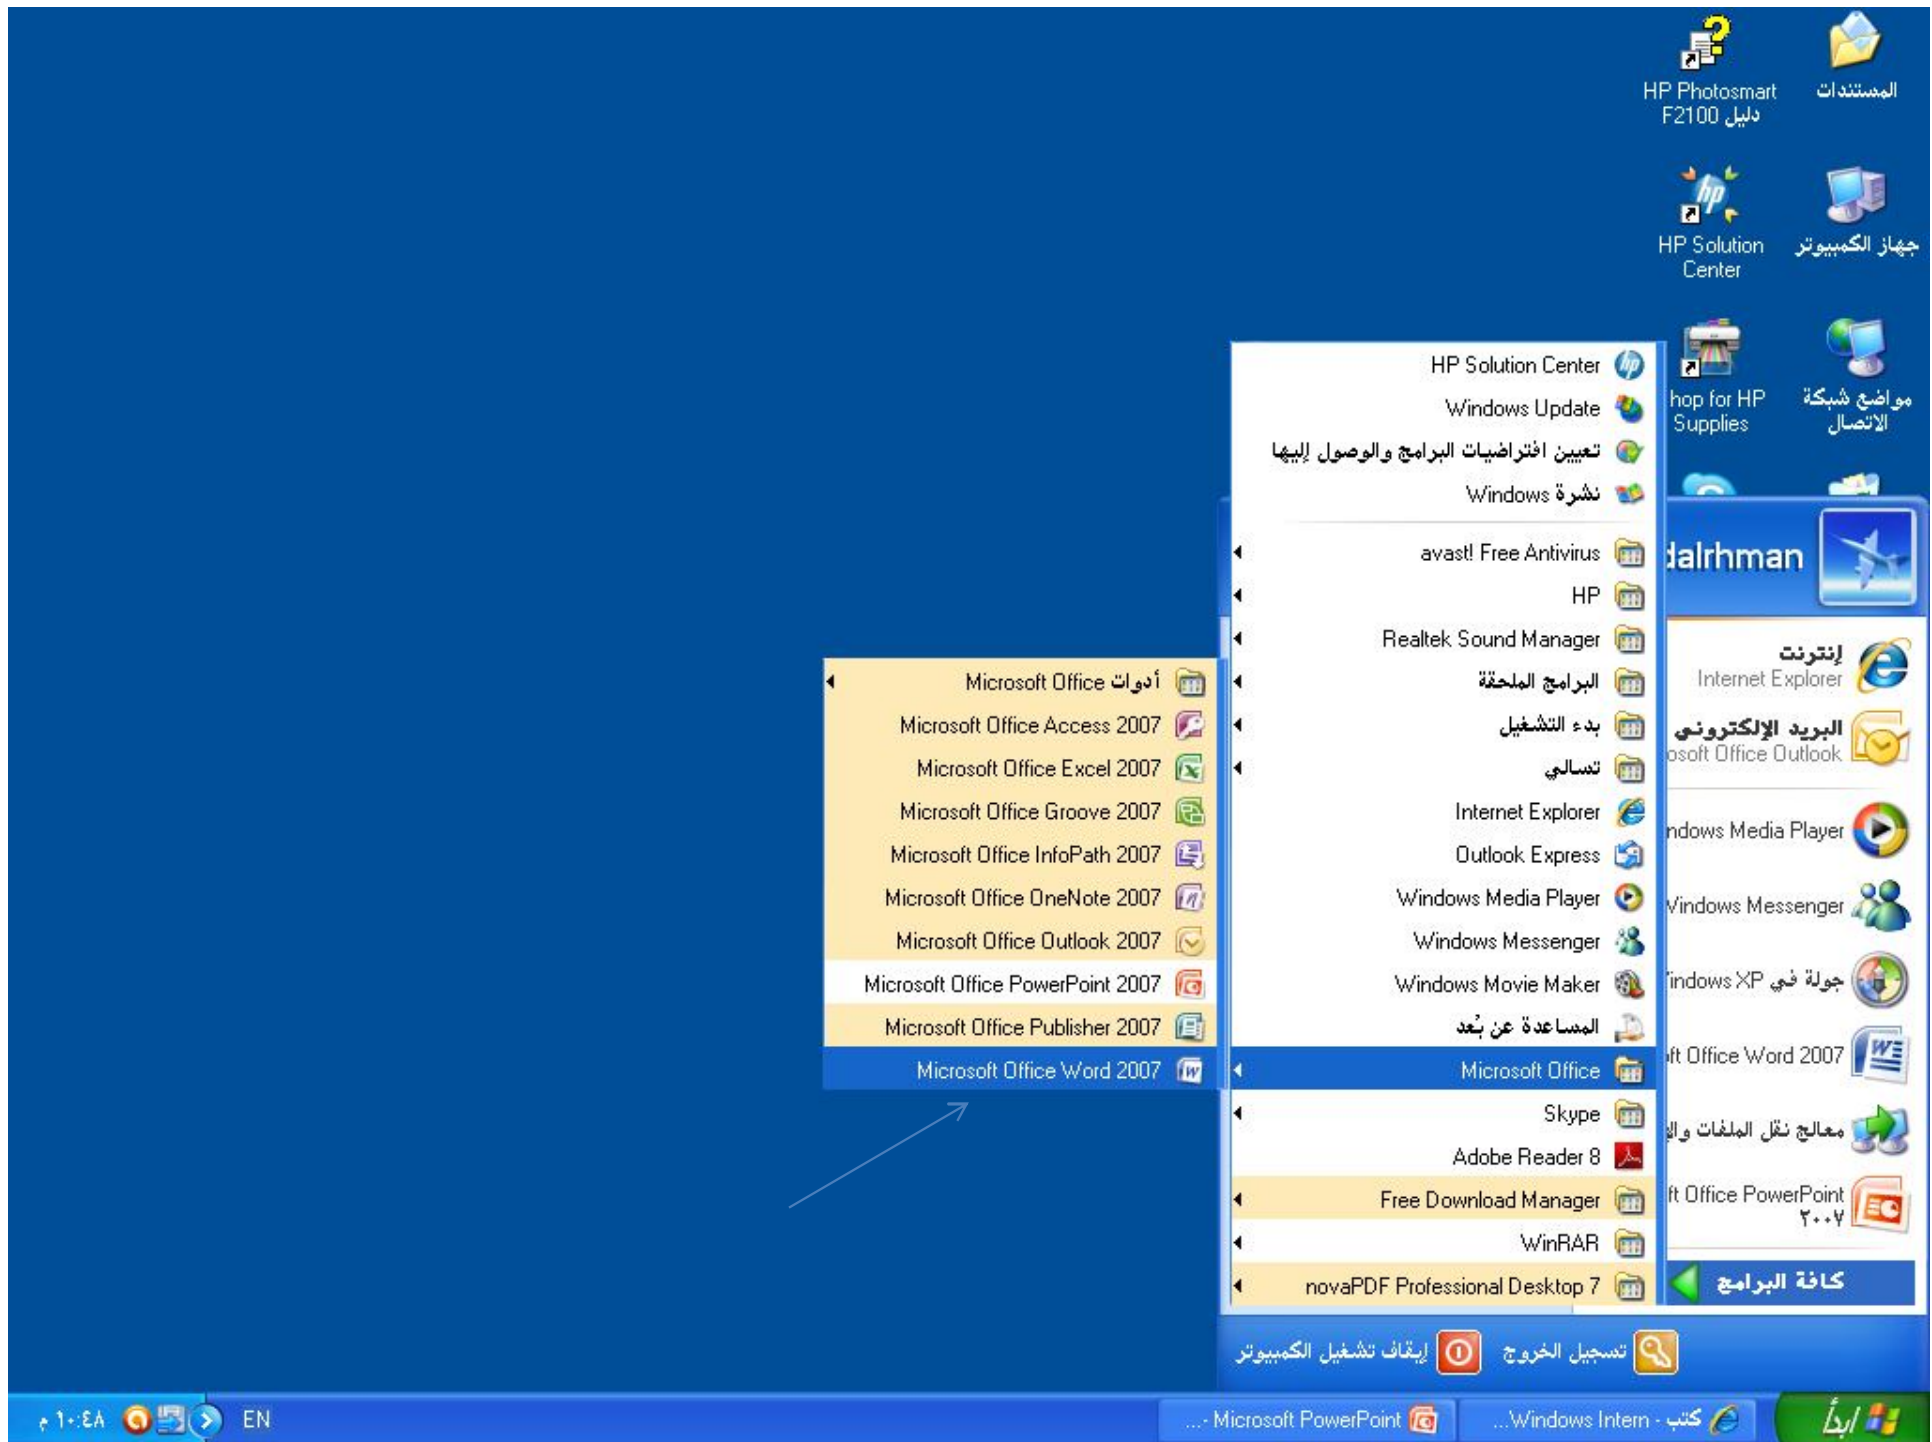 المستندات
HP Photosmart
دليل F2100
جهاز الكمبيوتر
HP Solution
Center
مواضع شبكة
الاتصال
hop for HP
Supplies
HP Solution Center
Windows Update
تعيين افتراضيات البرامج والوصول إليها
نشرة Windows
avast! Free Antivirus
HP
Realtek Sound Manager
البرامج الملحقة
بدء التشغيل
تسالي
Internet Explorer
Outlook Express
Windows Media Player
Windows Messenger
Windows Movie Maker
المساعدة عن بُعد
Microsoft Office
Skype
Adobe Reader 8
Free Download Manager
WinRAR
novaPDF Professional Desktop 7
أدوات Microsoft Office
Microsoft Office Access 2007
Microsoft Office Excel 2007
Microsoft Office Groove 2007
Microsoft Office InfoPath 2007
Microsoft Office OneNote 2007
Microsoft Office Outlook 2007
Microsoft Office PowerPoint 2007
Microsoft Office Publisher 2007
Microsoft Office Word 2007
dalrhman
إنترنت
Internet Explorer
البريد الإلكتروني
osoft Office Outlook
ndows Media Player
Windows Messenger
جولة في indows XP
ft Office Word 2007
معالج نقل الملفات والإ
ft Office PowerPoint
٢٠٠٧
كافة البرامج
تسجيل الخروج
إيقاف تشغيل الكمبيوتر
ابدأ
كتب - Windows Intern...
Microsoft PowerPoint -...
EN
١٠:٤٨ م